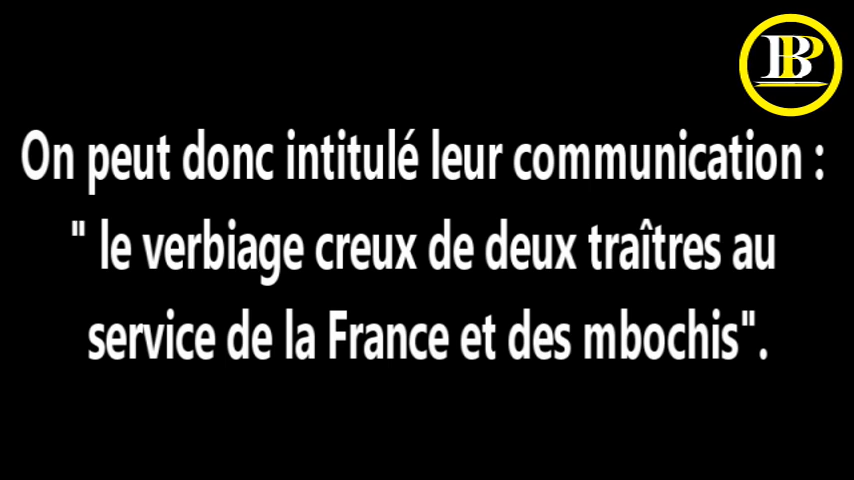 BP
On peut donc intitulé leur communication :
" le verbiage creux de deux traîtres au
service de la France et des mbochis".